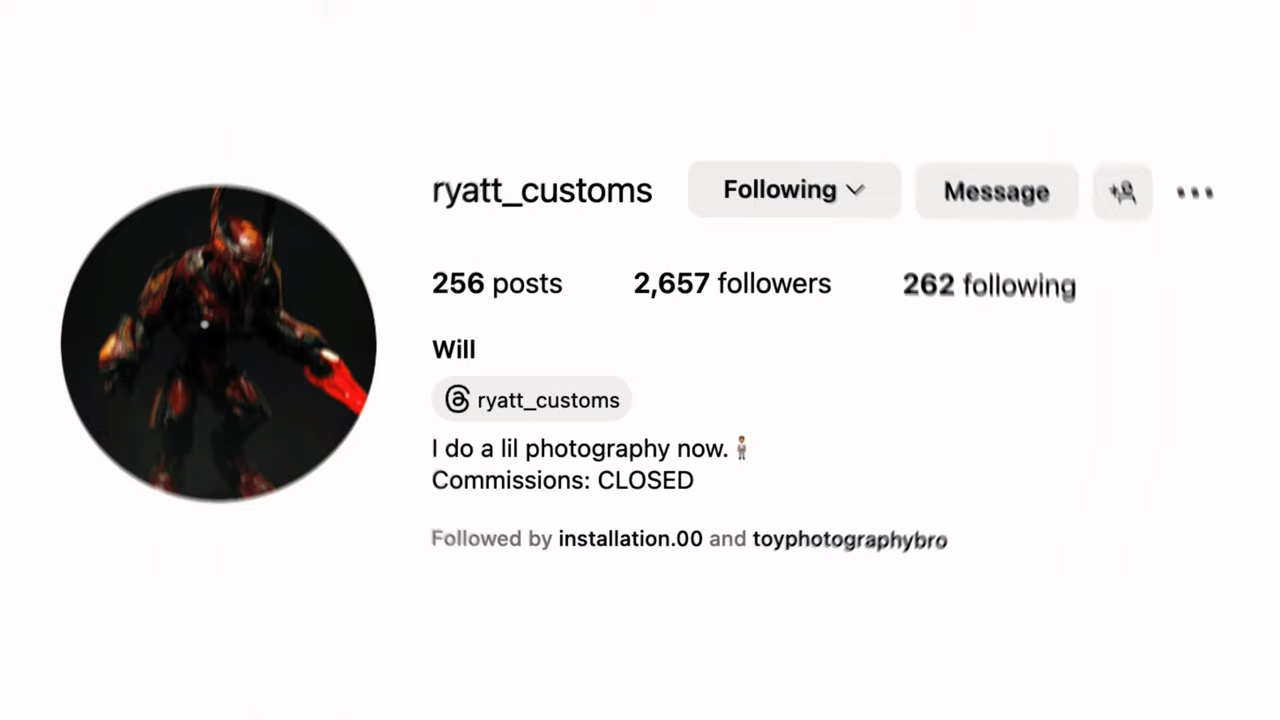 ryatt_customs Following Message
256 posts 2,657 followers 262 following
Will
ryatt_customs
I do a lil photography now.🧍🏽‍♂️
Commissions: CLOSED
Followed by installation.00 and toyphotographybro